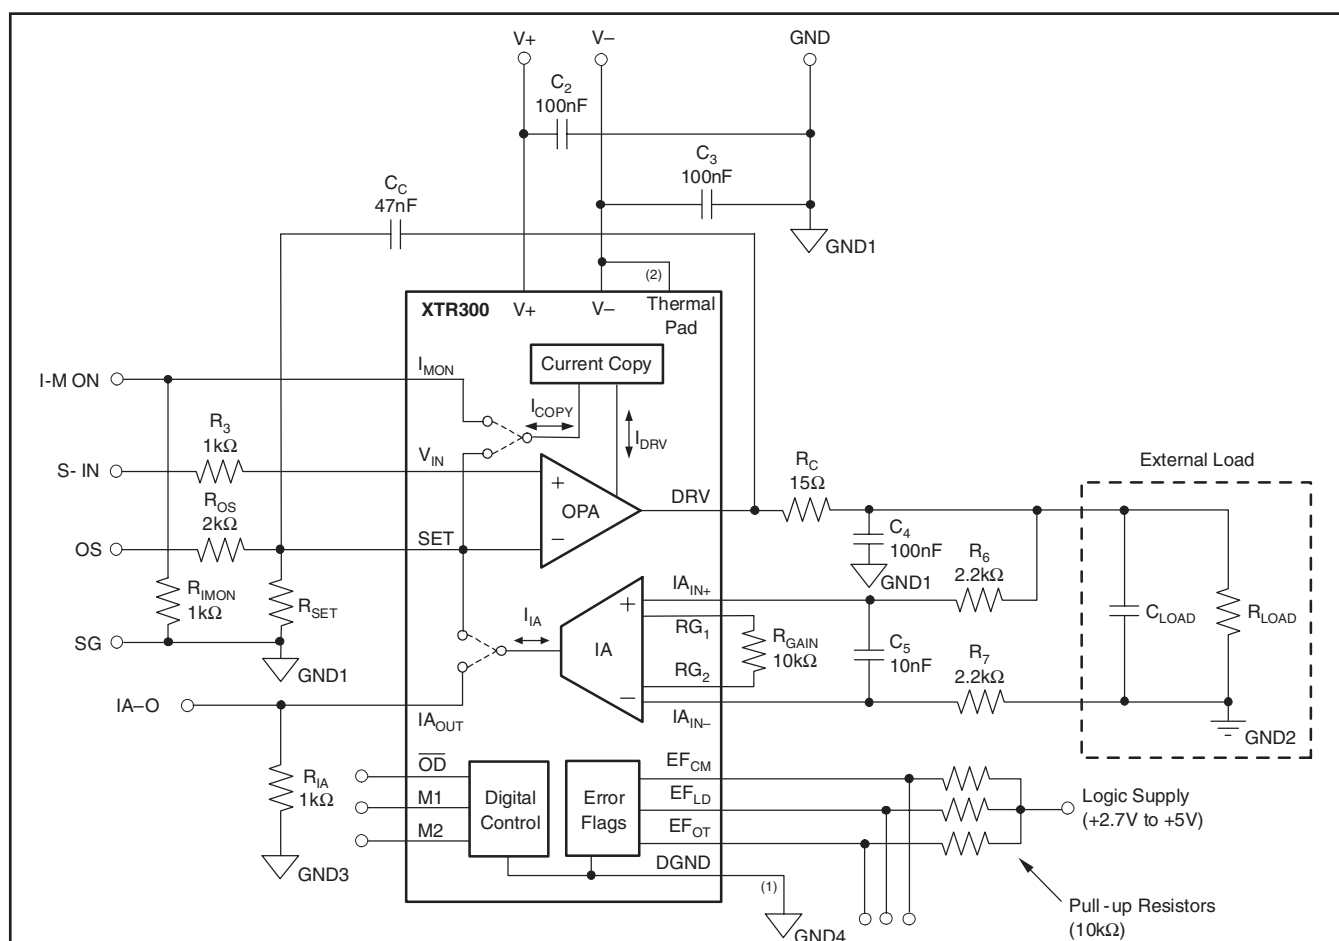 V+
V–
GND
C2
100nF
C3
100nF
CC
47nF
GND1
(2)
XTR300
V+
V–
Thermal
Pad
Current Copy
I-M ON
IMON
ICOPY
IDRV
R3
1kΩ
S- IN
VIN
ROS
2kΩ
OS
SET
+
OPA
–
DRV
RC
15Ω
External Load
C4
100nF
GND1
R6
2.2kΩ
RIMON
1kΩ
RSET
SG
GND1
IIA
+
IA
–
IAIN+
RG1
RGAIN
10kΩ
RG2
IAIN–
C5
10nF
R7
2.2kΩ
CLOAD
RLOAD
GND2
IA–O
IAOUT
RIA
1kΩ
GND3
OD
M1
M2
Digital
Control
Error
Flags
EFCM
EFLD
EFOT
DGND
(1)
GND4
Logic Supply
(+2.7V to +5V)
Pull-up Resistors
(10kΩ)